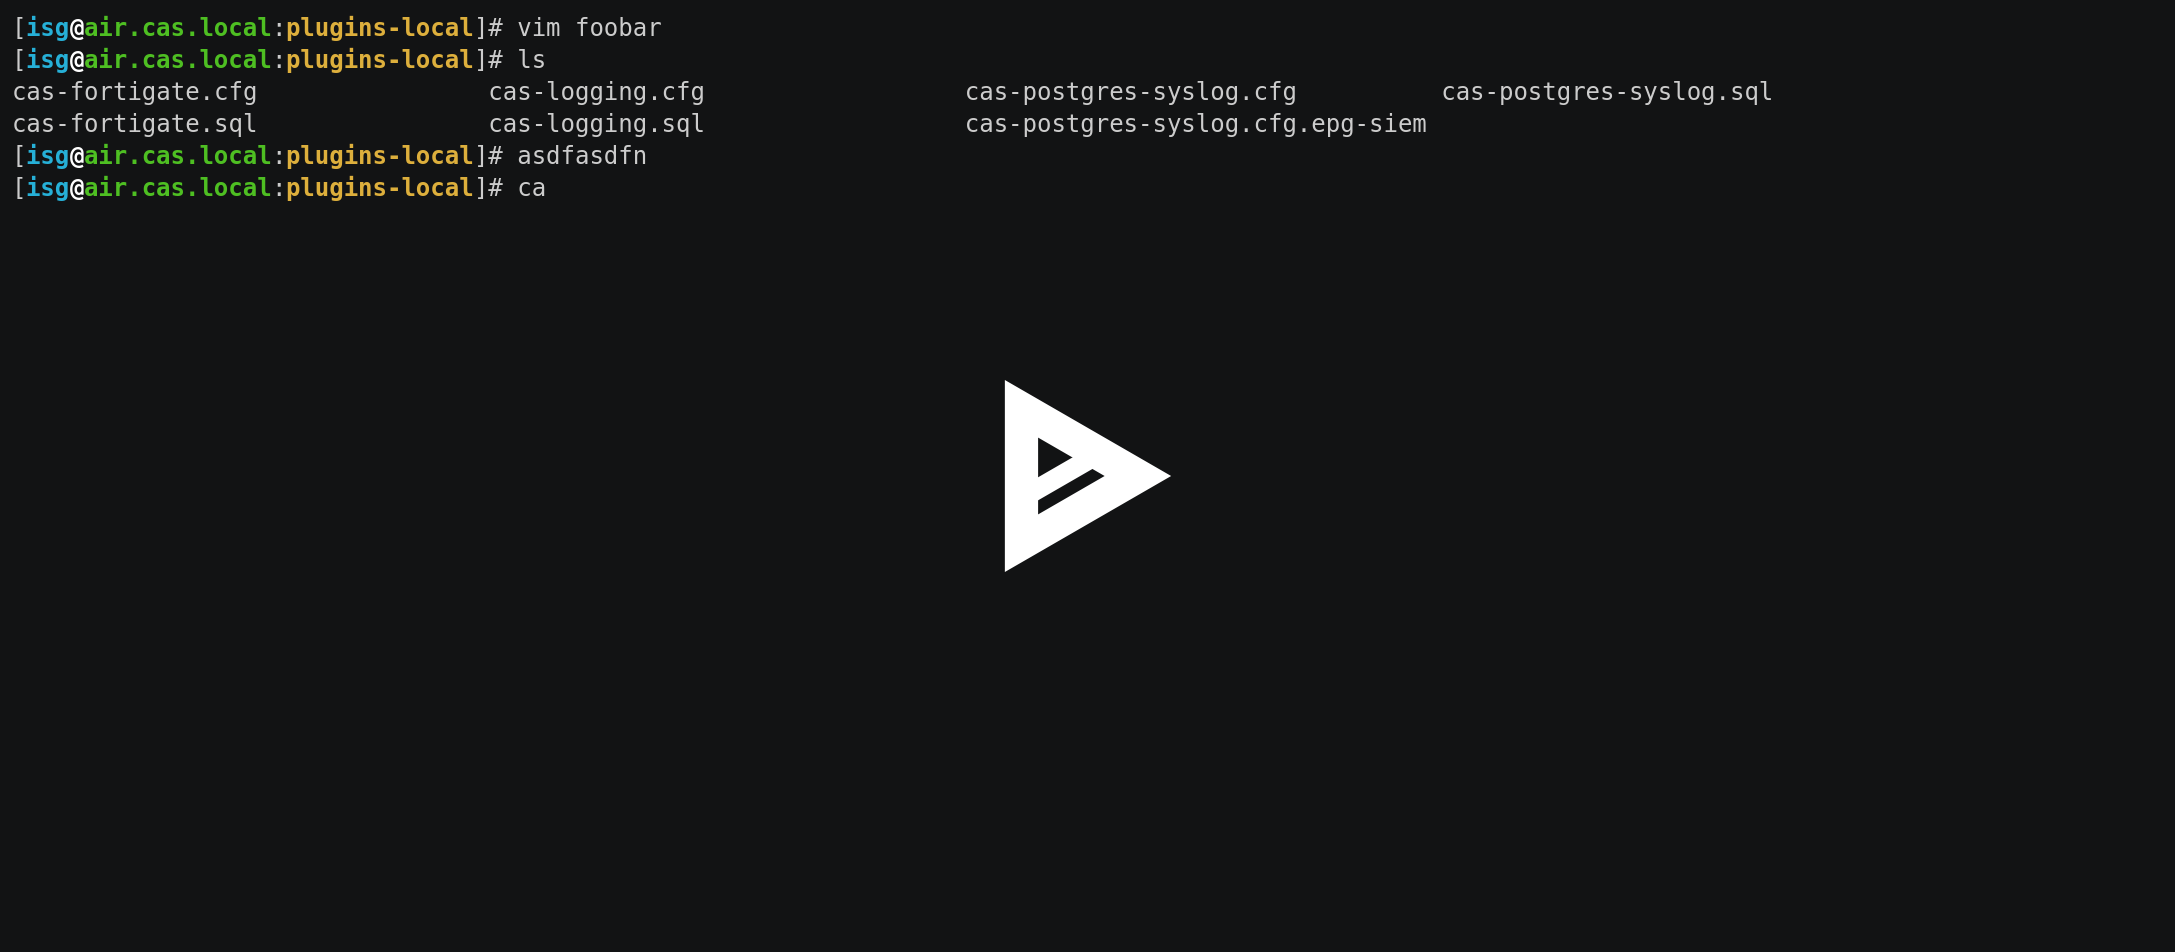 [isg@air.cas.local:plugins-local]# vim foobar
[isg@air.cas.local:plugins-local]# ls
cas-fortigate.cfg                cas-logging.cfg                  cas-postgres-syslog.cfg          cas-postgres-syslog.sql
cas-fortigate.sql                cas-logging.sql                  cas-postgres-syslog.cfg.epg-siem
[isg@air.cas.local:plugins-local]# asdfasdfn
[isg@air.cas.local:plugins-local]# ca